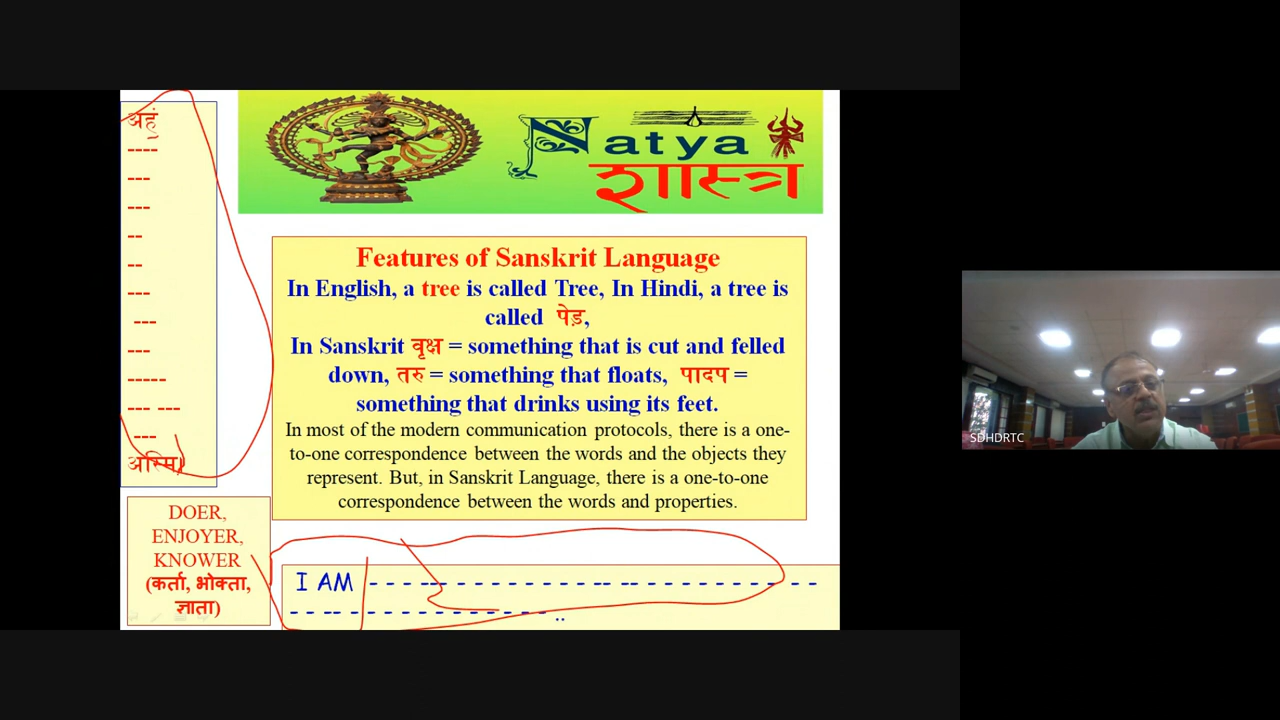 अहं
----
---
---
--
--
---
---
---
-----
--- ---
---
अस्मि।
Natya
शास्त्र
Features of Sanskrit Language
In English, a tree is called Tree, In Hindi, a tree is
called पेड़,
In Sanskrit वृक्ष = something that is cut and felled
down, तरु = something that floats, पादप =
something that drinks using its feet.
In most of the modern communication protocols, there is a one-
to-one correspondence between the words and the objects they
represent. But, in Sanskrit Language, there is a one-to-one
correspondence between the words and properties.
DOER,
ENJOYER,
KNOWER
(कर्ता, भोक्ता,
ज्ञाता)
I AM - - - -- - - - - - - - - - -- -- - - - - - - - - - - -
- - -- - - - - - - - - - - - - - - ..
SDHDRTC